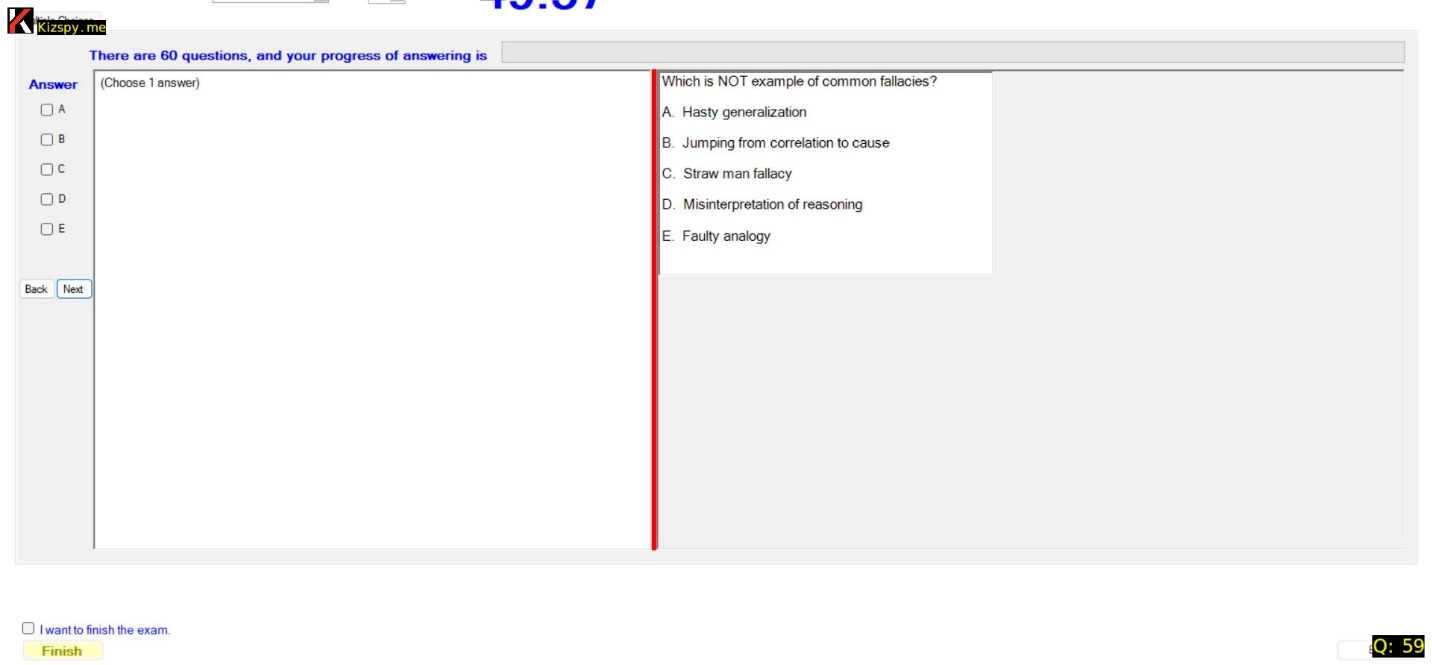 Kizspy.me
There are 60 questions, and your progress of answering is
Answer
(Choose 1 answer)
A
B
C
D
E
Back Next
Which is NOT example of common fallacies?
A. Hasty generalization
B. Jumping from correlation to cause
C. Straw man fallacy
D. Misinterpretation of reasoning
E. Faulty analogy
I want to finish the exam.
Finish
Q: 59